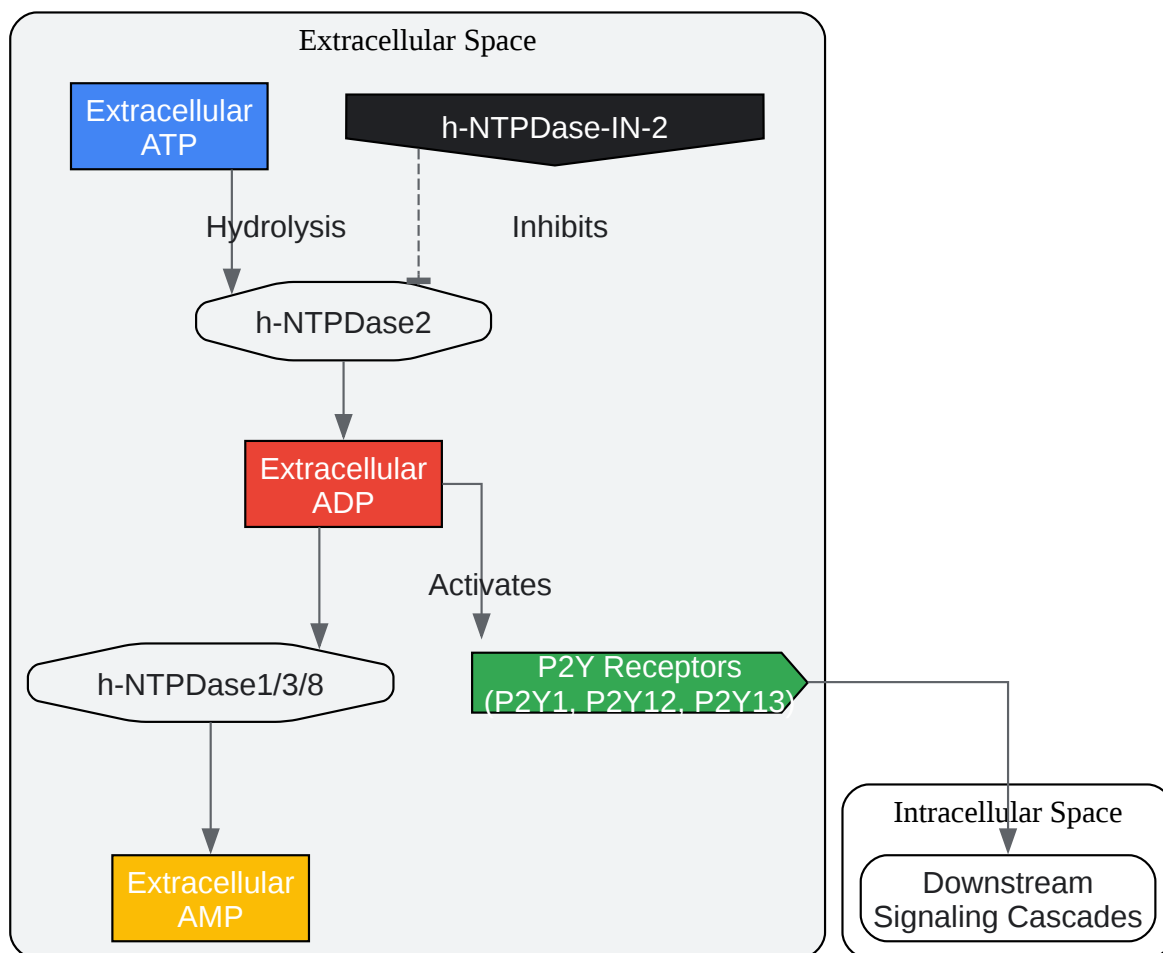 Extracellular Space
Extracellular
ATP
h-NTPDase-IN-2
Hydrolysis
Inhibits
h-NTPDase2
Extracellular
ADP
Activates
h-NTPDase1/3/8
P2Y Receptors
(P2Y1, P2Y12, P2Y13)
Intracellular Space
Extracellular
AMP
Downstream
Signaling Cascades